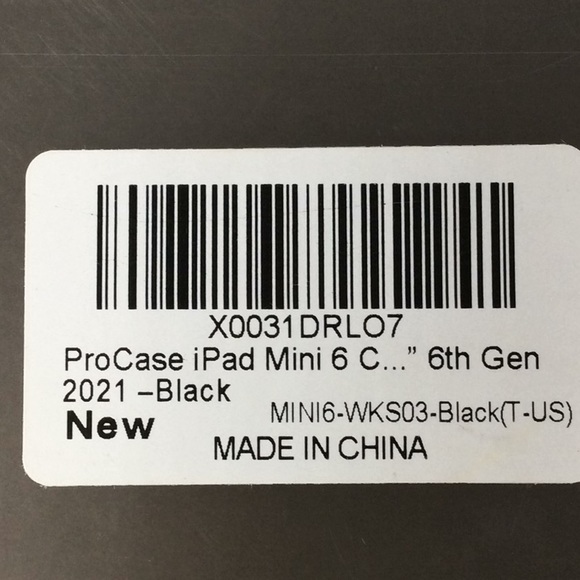 X0031DRLO7
ProCase iPad Mini 6 C...” 6th Gen
2021 –Black
New
MINI6-WKS03-Black(T-US)
MADE IN CHINA